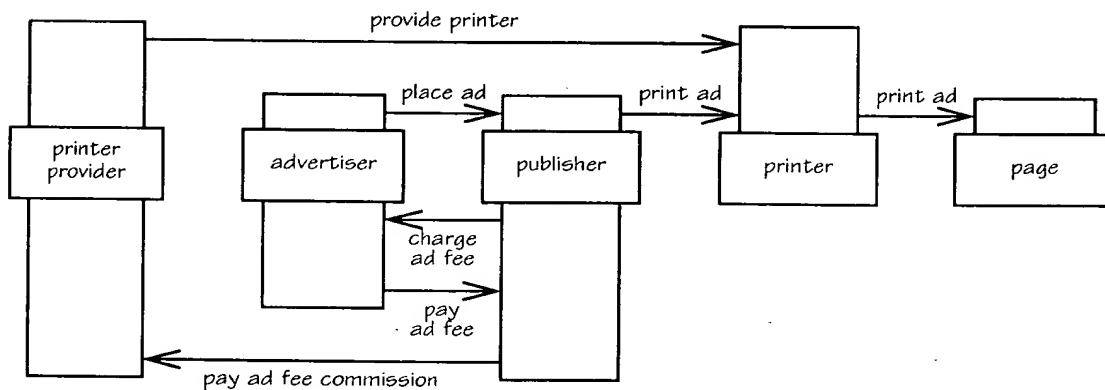 provide printer
place ad
print ad
print ad
printer
provider
advertiser
publisher
printer
page
charge
ad fee
pay
ad fee
pay ad fee commission